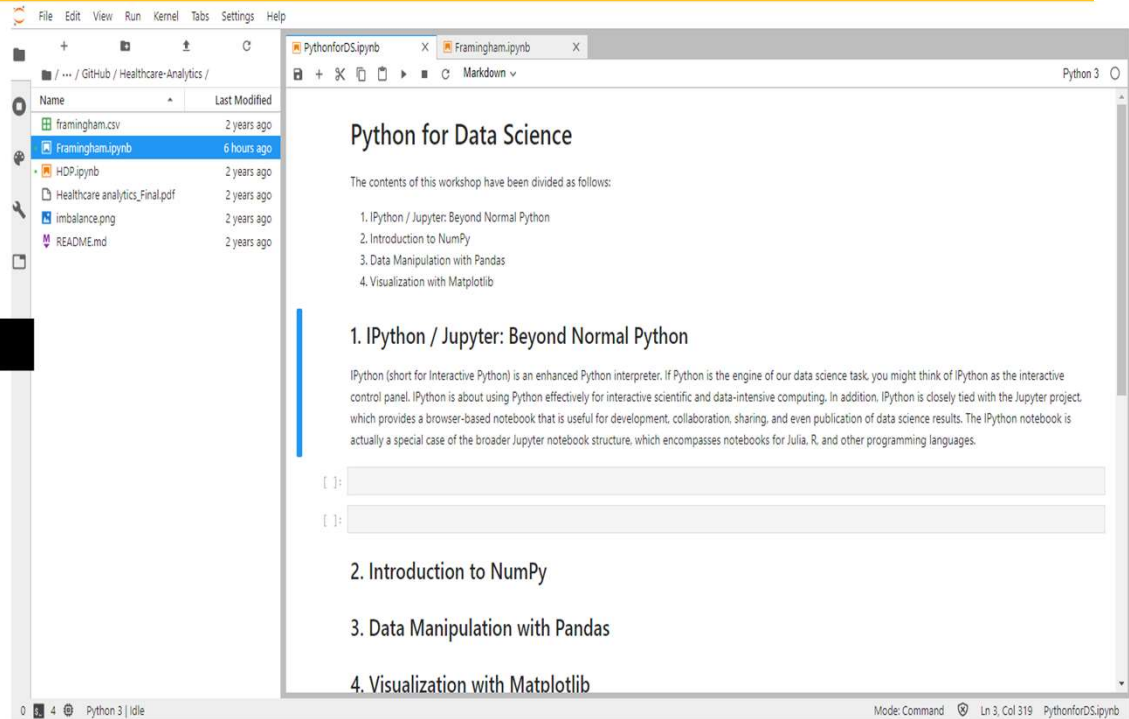 File Edit View Run Kernel Tabs Settings Help
/ ··· / GitHub / Healthcare-Analytics /
Name Last Modified
framingham.csv 2 years ago
Framingham.ipynb 6 hours ago
HDP.ipynb 2 years ago
Healthcare analytics_Final.pdf 2 years ago
imbalance.png 2 years ago
README.md 2 years ago
PythonforDS.ipynb X Framingham.ipynb X
Markdown Python 3
Python for Data Science
The contents of this workshop have been divided as follows:
1. IPython / Jupyter: Beyond Normal Python
2. Introduction to NumPy
3. Data Manipulation with Pandas
4. Visualization with Matplotlib
1. IPython / Jupyter: Beyond Normal Python
IPython (short for Interactive Python) is an enhanced Python interpreter. If Python is the engine of our data science task, you might think of IPython as the interactive
control panel. IPython is about using Python effectively for interactive scientific and data-intensive computing. In addition, IPython is closely tied with the Jupyter project,
which provides a browser-based notebook that is useful for development, collaboration, sharing, and even publication of data science results. The IPython notebook is
actually a special case of the broader Jupyter notebook structure, which encompasses notebooks for Julia, R, and other programming languages.
[ ]:
[ ]:
2. Introduction to NumPy
3. Data Manipulation with Pandas
4. Visualization with Matplotlib
0 4 Python 3 | Idle Mode: Command Ln 3, Col 319 PythonforDS.ipynb